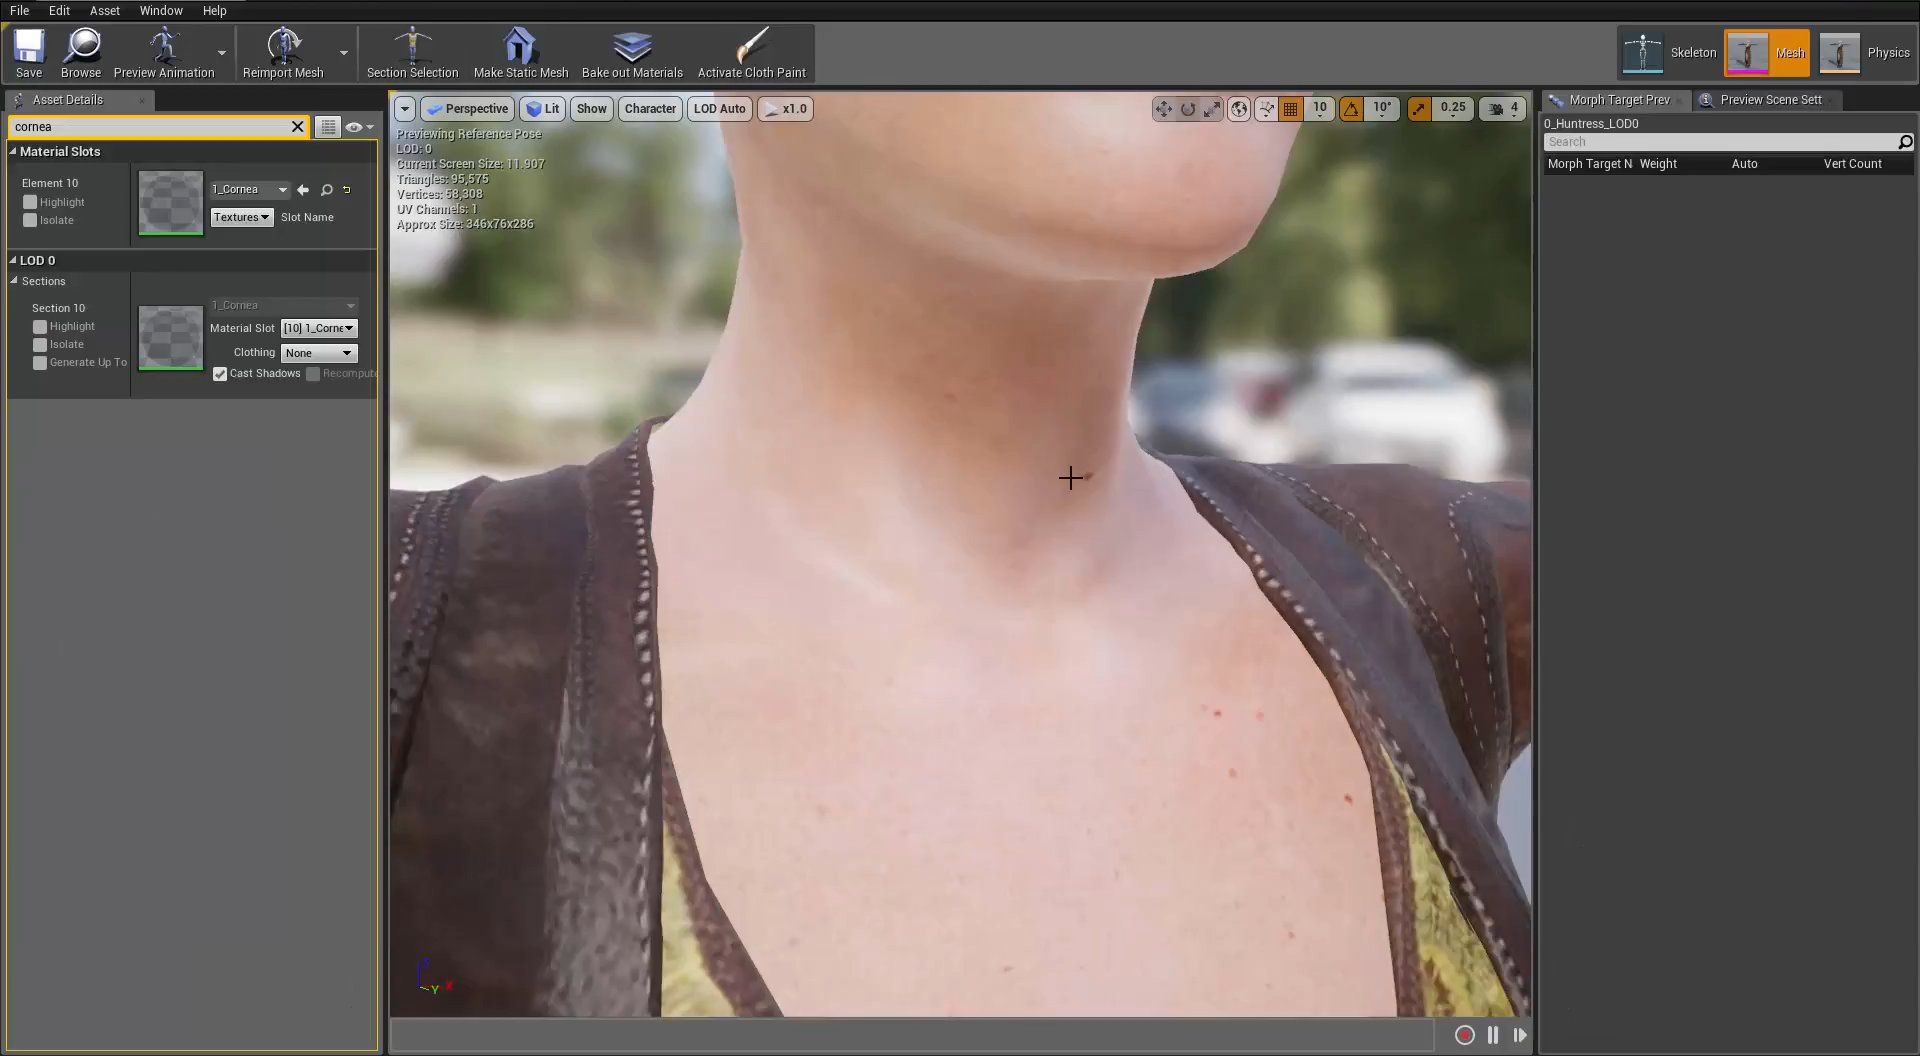 File Edit Asset Window Help
Save Browse Preview Animation Reimport Mesh Section Selection Make Static Mesh Bake out Materials Activate Cloth Paint Skeleton Mesh Physics
Asset Details
cornea
Material Slots
Element 10
Highlight
Isolate
1_Cornea
Textures Slot Name
LOD 0
Sections
Section 10
Highlight
Isolate
Generate Up To
1_Cornea
Material Slot [10] 1_Corne
Clothing None
Cast Shadows Recompute
Perspective Lit Show Character LOD Auto x1.0 10 10° 0.25 4
Previewing Reference Pose
LOD: 0
Current Screen Size: 11.907
Triangles: 95,575
Vertices: 58,308
UV Channels: 1
Approx Size: 346x76x286
Z
Y X
Morph Target Prev Preview Scene Sett
0_Huntress_LOD0
Search
Morph Target N Weight Auto Vert Count